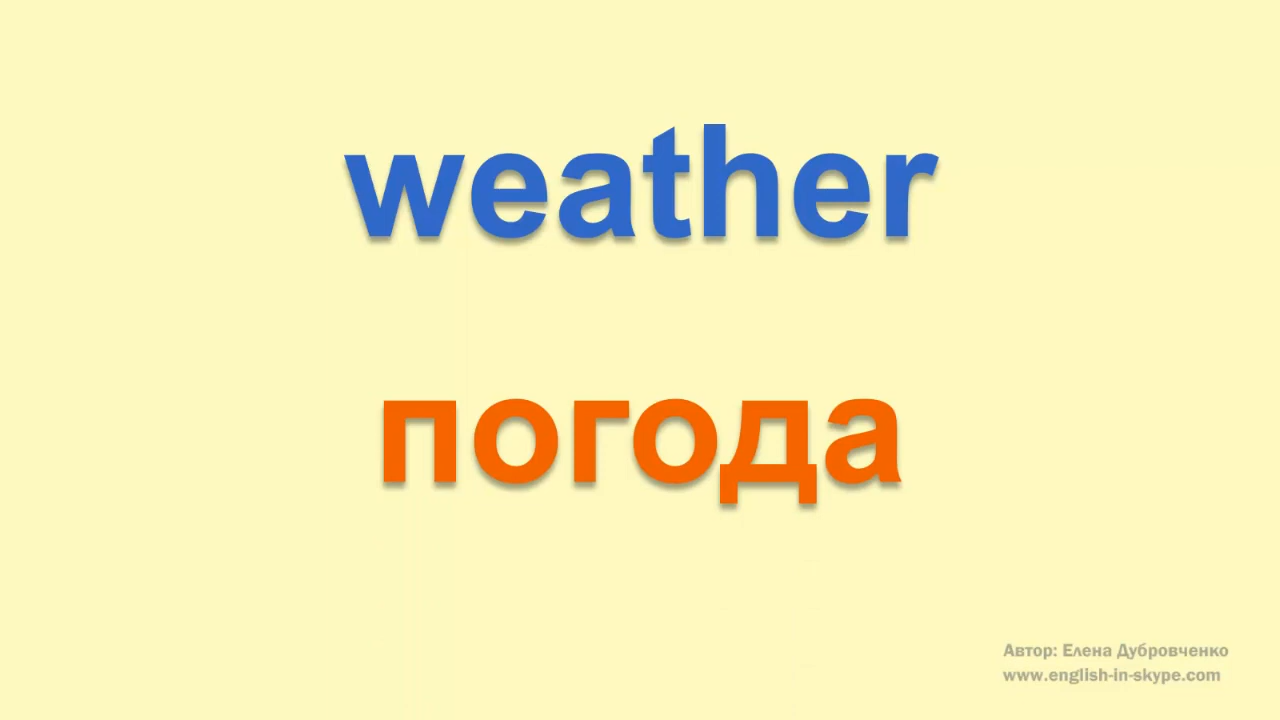 weather
погода
Автор: Елена Дубровченко
www.english-in-skype.com